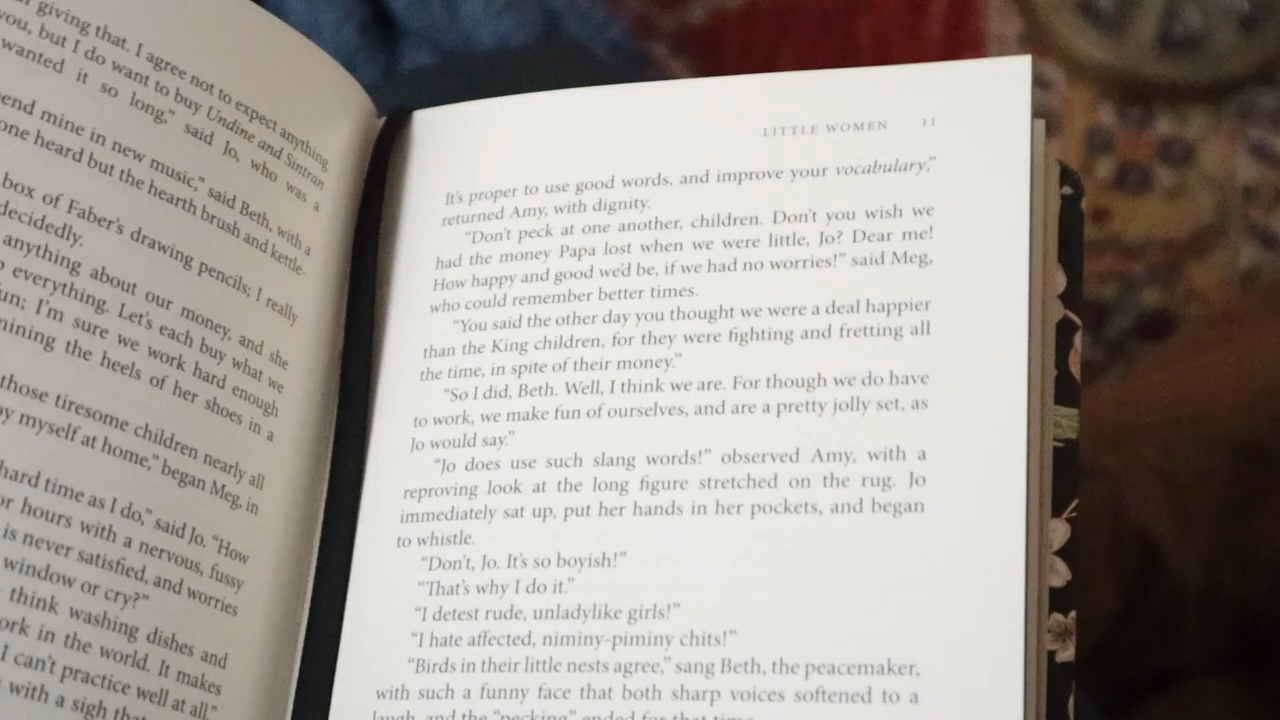 giving that. I agree not to expect anything
you, but I do want to buy Undine and Sintran
wanted it so long,” said Jo, who was a
end mine in new music,” said Beth, with a
one heard but the hearth brush and kettle-
box of Faber’s drawing pencils; I really
decidedly.
anything about our money, and she
everything. Let’s each buy what we
fun; I’m sure we work hard enough
mining the heels of her shoes in a
those tiresome children nearly all
by myself at home,” began Meg, in
hard time as I do,” said Jo. “How
or hours with a nervous, fussy
is never satisfied, and worries
window or cry?”
think washing dishes and
ork in the world. It makes
I can’t practice well at all.”
with a sigh that
LITTLE WOMEN 11
It’s proper to use good words, and improve your vocabulary,”
returned Amy, with dignity.
“Don’t peck at one another, children. Don’t you wish we
had the money Papa lost when we were little, Jo? Dear me!
How happy and good we’d be, if we had no worries!” said Meg,
who could remember better times.
“You said the other day you thought we were a deal happier
than the King children, for they were fighting and fretting all
the time, in spite of their money.”
“So I did, Beth. Well, I think we are. For though we do have
to work, we make fun of ourselves, and are a pretty jolly set, as
Jo would say.”
“Jo does use such slang words!” observed Amy, with a
reproving look at the long figure stretched on the rug. Jo
immediately sat up, put her hands in her pockets, and began
to whistle.
“Don’t, Jo. It’s so boyish!”
“That’s why I do it.”
“I detest rude, unladylike girls!”
“I hate affected, niminy-piminy chits!”
“Birds in their little nests agree,” sang Beth, the peacemaker,
with such a funny face that both sharp voices softened to a
laugh, and the “pecking” ended for that time.